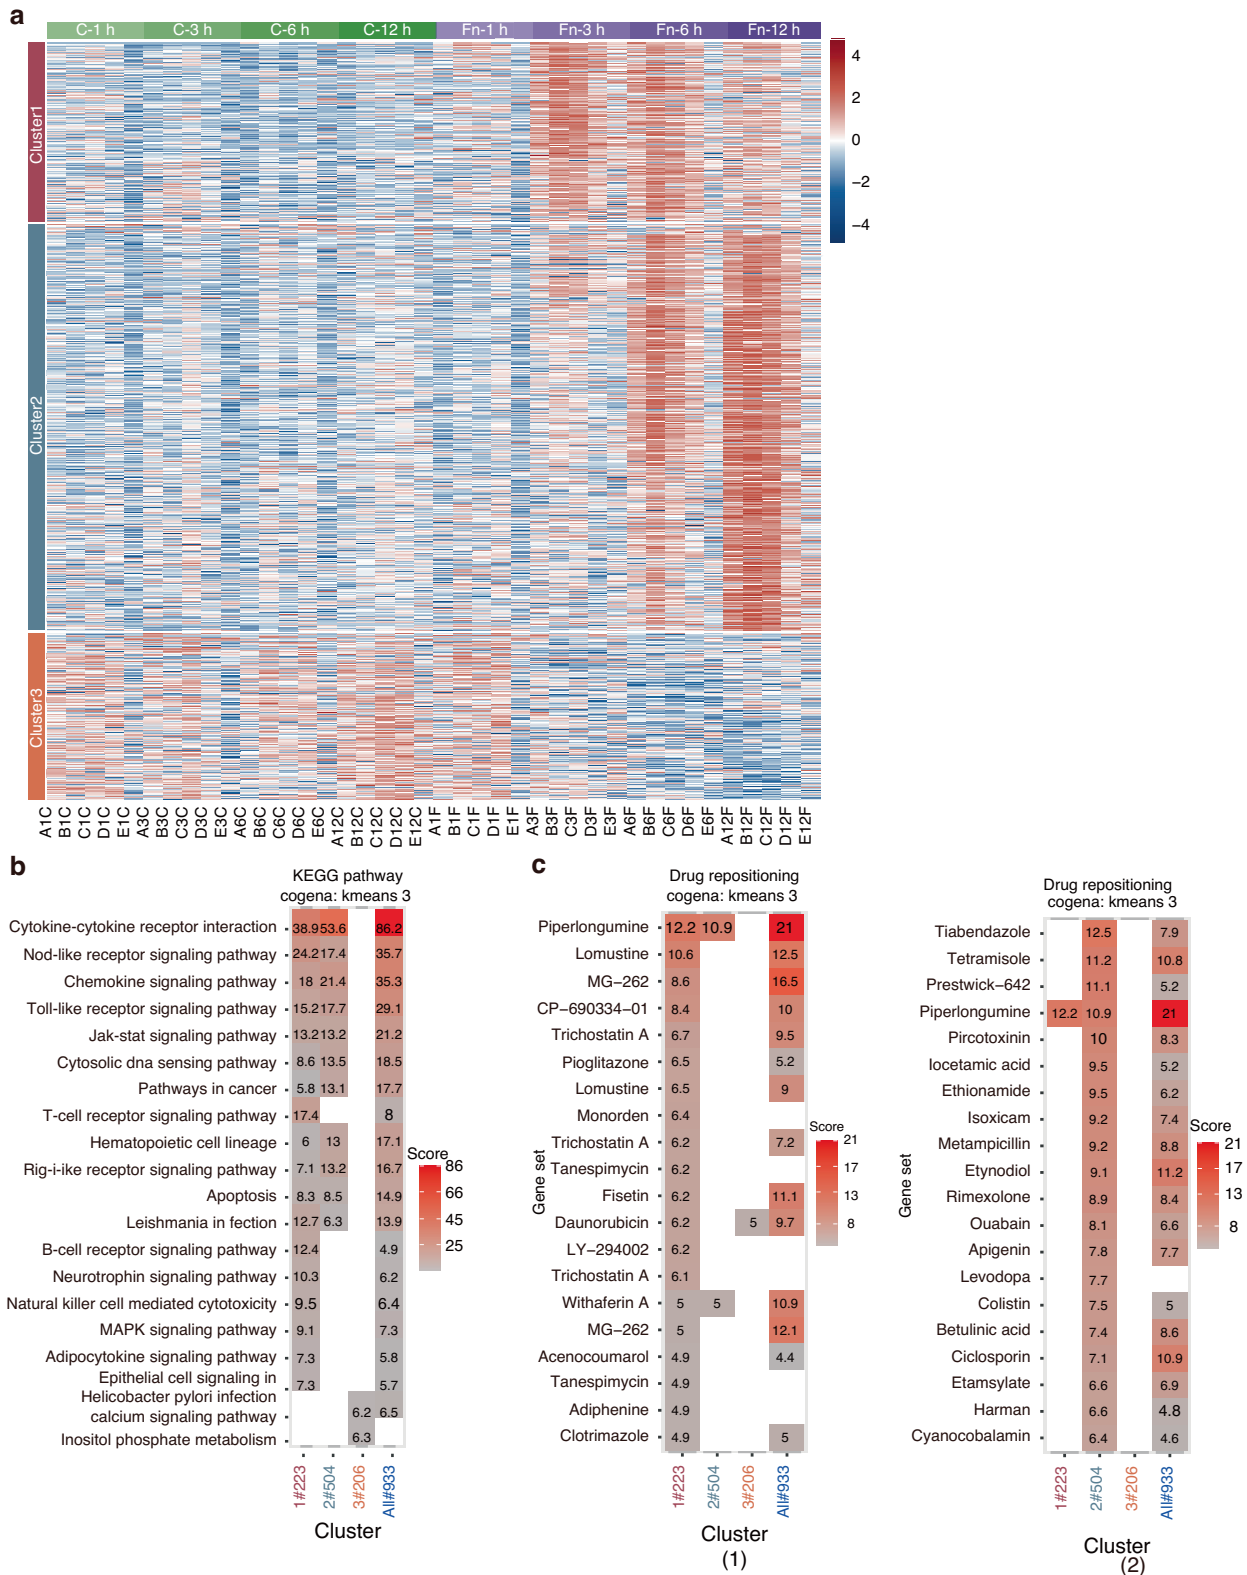 a
C-1 h C-3 h C-6 h C-12 h Fn-1 h Fn-3 h Fn-6 h Fn-12 h
4
2
0
−2
−4
Cluster1
Cluster2
Cluster3
A1C B1C C1C D1C E1C A3C B3C C3C D3C E3C A6C B6C C6C D6C E6C A12C B12C C12C D12C E12C A1F B1F C1F D1F E1F A3F B3F C3F D3F E3F A6F B6F C6F D6F E6F A12F B12F C12F D12F E12F
b
KEGG pathway
cogena: kmeans 3
Cytokine-cytokine receptor interaction 38.9 53.6 86.2
Nod-like receptor signaling pathway 24.2 17.4 35.7
Chemokine signaling pathway 18 21.4 35.3
Toll-like receptor signaling pathway 15.2 17.7 29.1
Jak-stat signaling pathway 13.2 13.2 21.2
Cytosolic dna sensing pathway 8.6 13.5 18.5
Pathways in cancer 5.8 13.1 17.7
T-cell receptor signaling pathway 17.4 8
Hematopoietic cell lineage 6 13 17.1
Rig-i-ike receptor signaling pathway 7.1 13.2 16.7
Apoptosis 8.3 8.5 14.9
Leishmania in fection 12.7 6.3 13.9
B-cell receptor signaling pathway 12.4 4.9
Neurotrophin signaling pathway 10.3 6.2
Natural killer cell mediated cytotoxicity 9.5 6.4
MAPK signaling pathway 9.1 7.3
Adipocytokine signaling pathway 7.3 5.8
Epithelial cell signaling in 7.3 5.7
Helicobacter pylori infection
calcium signaling pathway 6.2 6.5
Inositol phosphate metabolism 6.3
1#223 2#504 3#206 All#933
Cluster
Score
86
66
45
25
c
Drug repositioning
cogena: kmeans 3
Gene set
Piperlongumine 12.2 10.9 21
Lomustine 10.6 12.5
MG−262 8.6 16.5
CP−690334−01 8.4 10
Trichostatin A 6.7 9.5
Pioglitazone 6.5 5.2
Lomustine 6.5 9
Monorden 6.4
Trichostatin A 6.2 7.2
Tanespimycin 6.2
Fisetin 6.2 11.1
Daunorubicin 6.2 5 9.7
LY−294002 6.2
Trichostatin A 6.1
Withaferin A 5 5 10.9
MG−262 5 12.1
Acenocoumarol 4.9 4.4
Tanespimycin 4.9
Adiphenine 4.9
Clotrimazole 4.9 5
1#223 2#504 3#206 All#933
Cluster
(1)
Score
21
17
13
8
Drug repositioning
cogena: kmeans 3
Gene set
Tiabendazole 12.5 7.9
Tetramisole 11.2 10.8
Prestwick−642 11.1 5.2
Piperlongumine 12.2 10.9 21
Pircotoxinin 10 8.3
Iocetamic acid 9.5 5.2
Ethionamide 9.5 6.2
Isoxicam 9.2 7.4
Metampicillin 9.2 8.8
Etynodiol 9.1 11.2
Rimexolone 8.9 8.4
Ouabain 8.1 6.6
Apigenin 7.8 7.7
Levodopa 7.7
Colistin 7.5 5
Betulinic acid 7.4 8.6
Ciclosporin 7.1 10.9
Etamsylate 6.6 6.9
Harman 6.6 4.8
Cyanocobalamin 6.4 4.6
1#223 2#504 3#206 All#933
Cluster
(2)
Score
21
17
13
8